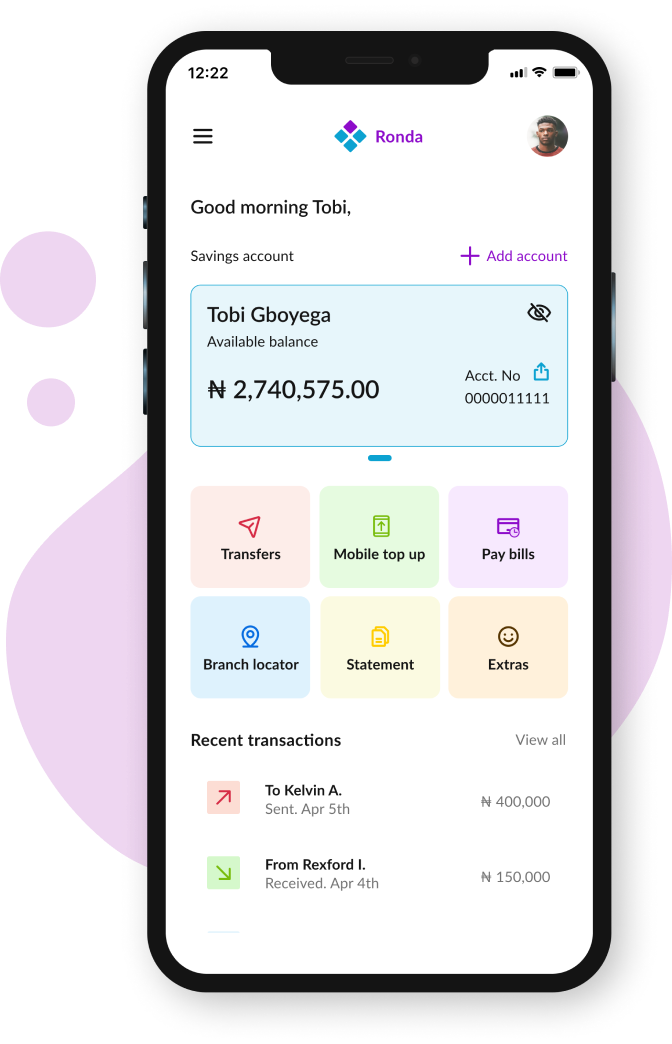 12:22
Ronda
Good morning Tobi,
Savings account
Add account
Tobi Gboyega
Available balance
₦ 2,740,575.00
Acct. No
0000011111
Transfers
Mobile top up
Pay bills
Branch locator
Statement
Extras
Recent transactions
View all
To Kelvin A.
Sent. Apr 5th
₦ 400,000
From Rexford I.
Received. Apr 4th
₦ 150,000